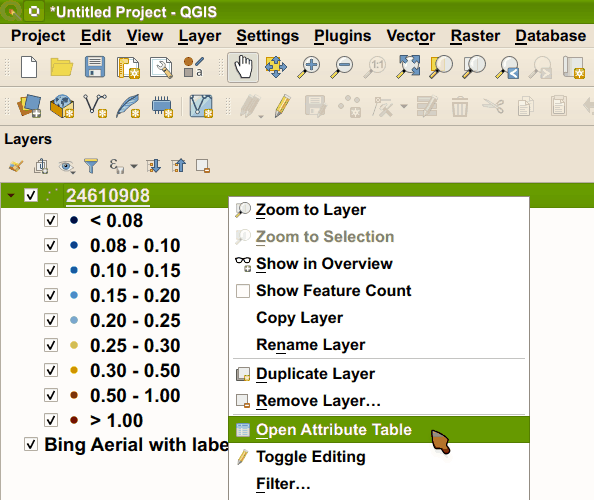 *Untitled Project - QGIS
Project Edit View Layer Settings Plugins Vector Raster Database
1:1
Layers
24610908
< 0.08
0.08 - 0.10
0.10 - 0.15
0.15 - 0.20
0.20 - 0.25
0.25 - 0.30
0.30 - 0.50
0.50 - 1.00
> 1.00
Bing Aerial with labe
Zoom to Layer
Zoom to Selection
Show in Overview
Show Feature Count
Copy Layer
Rename Layer
Duplicate Layer
Remove Layer…
Open Attribute Table
Toggle Editing
Filter…